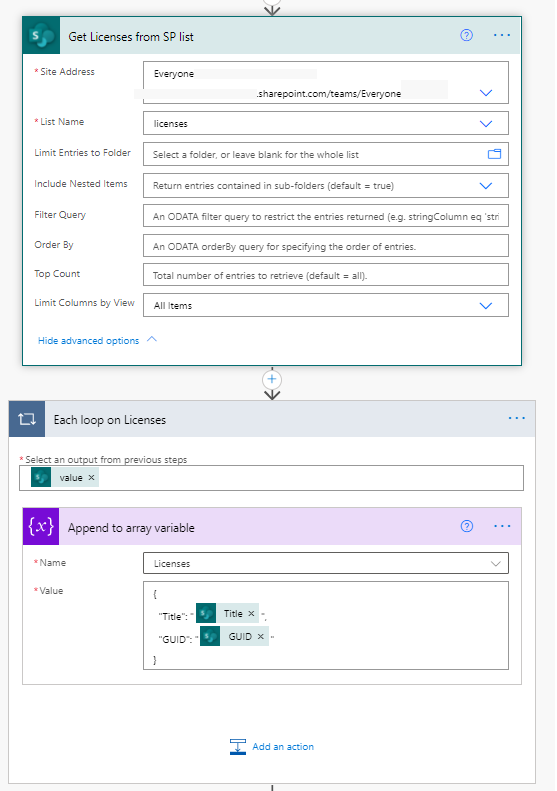 Get Licenses from SP list
* Site Address
Everyone
.sharepoint.com/teams/Everyone
* List Name
licenses
Limit Entries to Folder
Select a folder, or leave blank for the whole list
Include Nested Items
Return entries contained in sub-folders (default = true)
Filter Query
An ODATA filter query to restrict the entries returned (e.g. stringColumn eq 'stri
Order By
An ODATA orderBy query for specifying the order of entries.
Top Count
Total number of entries to retrieve (default = all).
Limit Columns by View
All Items
Hide advanced options
Each loop on Licenses
* Select an output from previous steps
value ×
{x} Append to array variable
* Name
Licenses
* Value
{
"Title": " Title × ",
"GUID": " GUID × "
}
Add an action